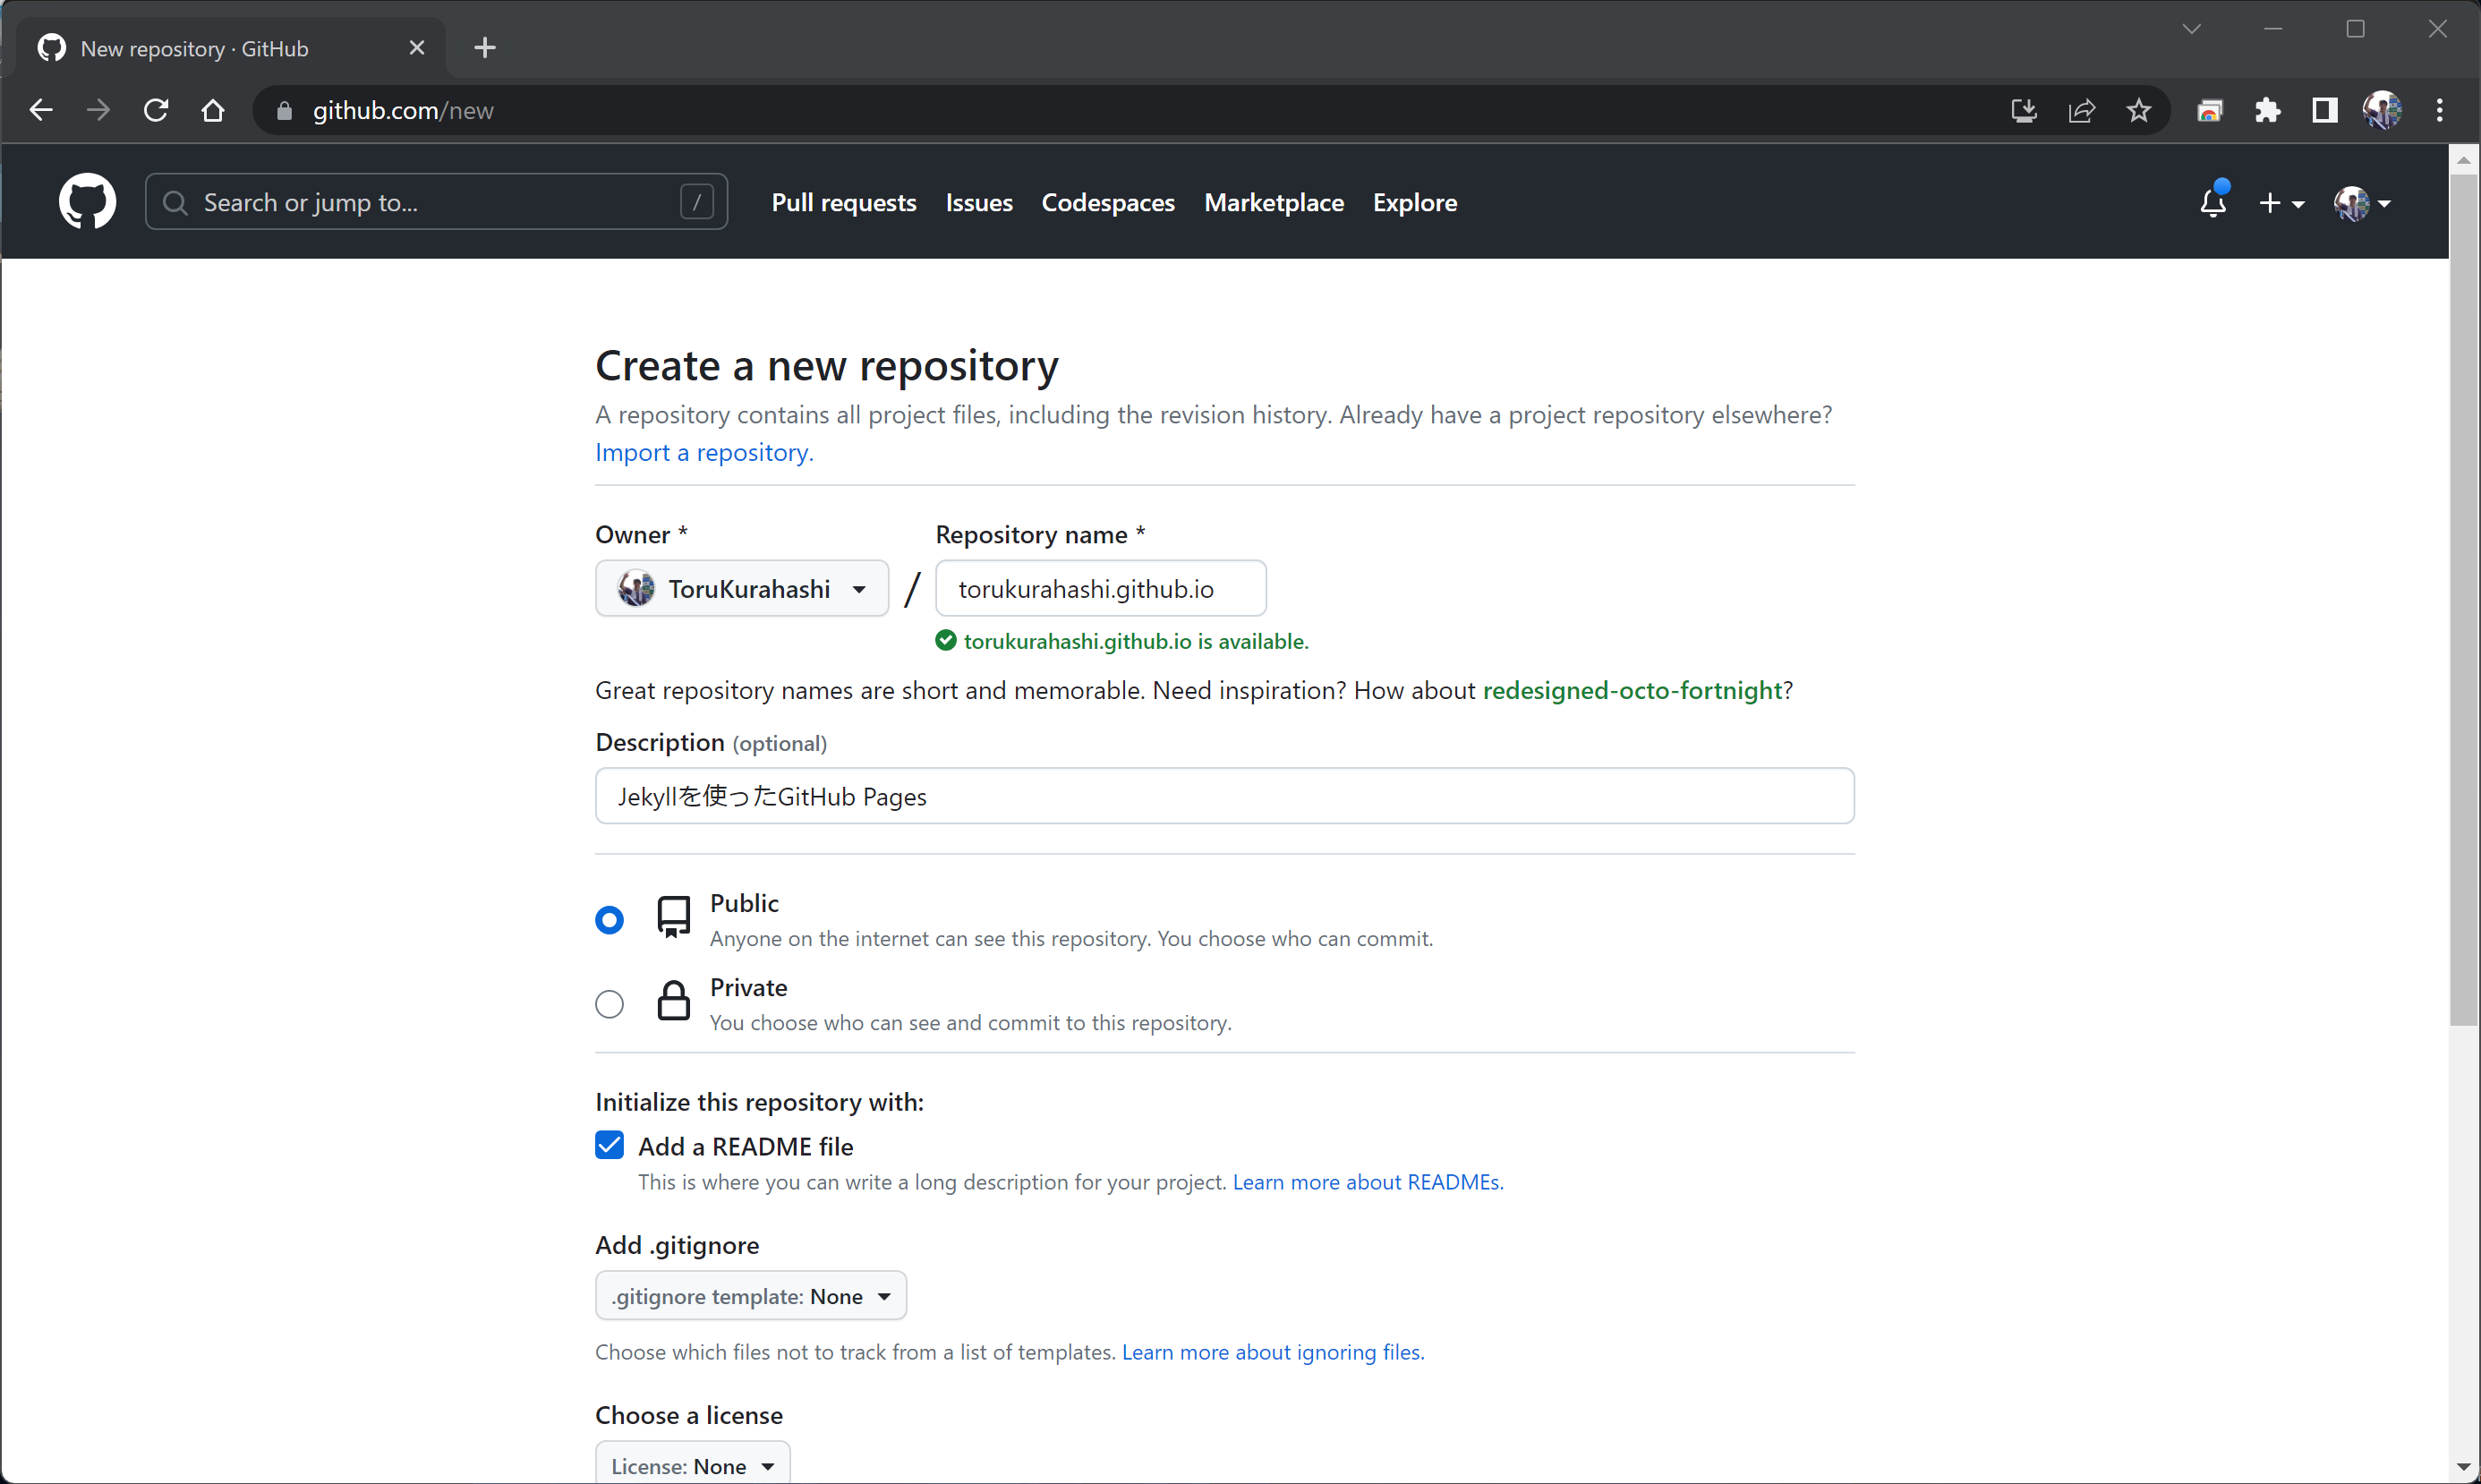 New repository · GitHub
github.com/new
Search or jump to...
/
Pull requests
Issues
Codespaces
Marketplace
Explore
Create a new repository
A repository contains all project files, including the revision history. Already have a project repository elsewhere?
Import a repository.
Owner *
Repository name *
ToruKurahashi
/
torukurahashi.github.io
torukurahashi.github.io is available.
Great repository names are short and memorable. Need inspiration? How about redesigned-octo-fortnight?
Description (optional)
Jekyllを使ったGitHub Pages
Public
Anyone on the internet can see this repository. You choose who can commit.
Private
You choose who can see and commit to this repository.
Initialize this repository with:
Add a README file
This is where you can write a long description for your project. Learn more about READMEs.
Add .gitignore
.gitignore template: None
Choose which files not to track from a list of templates. Learn more about ignoring files.
Choose a license
License: None